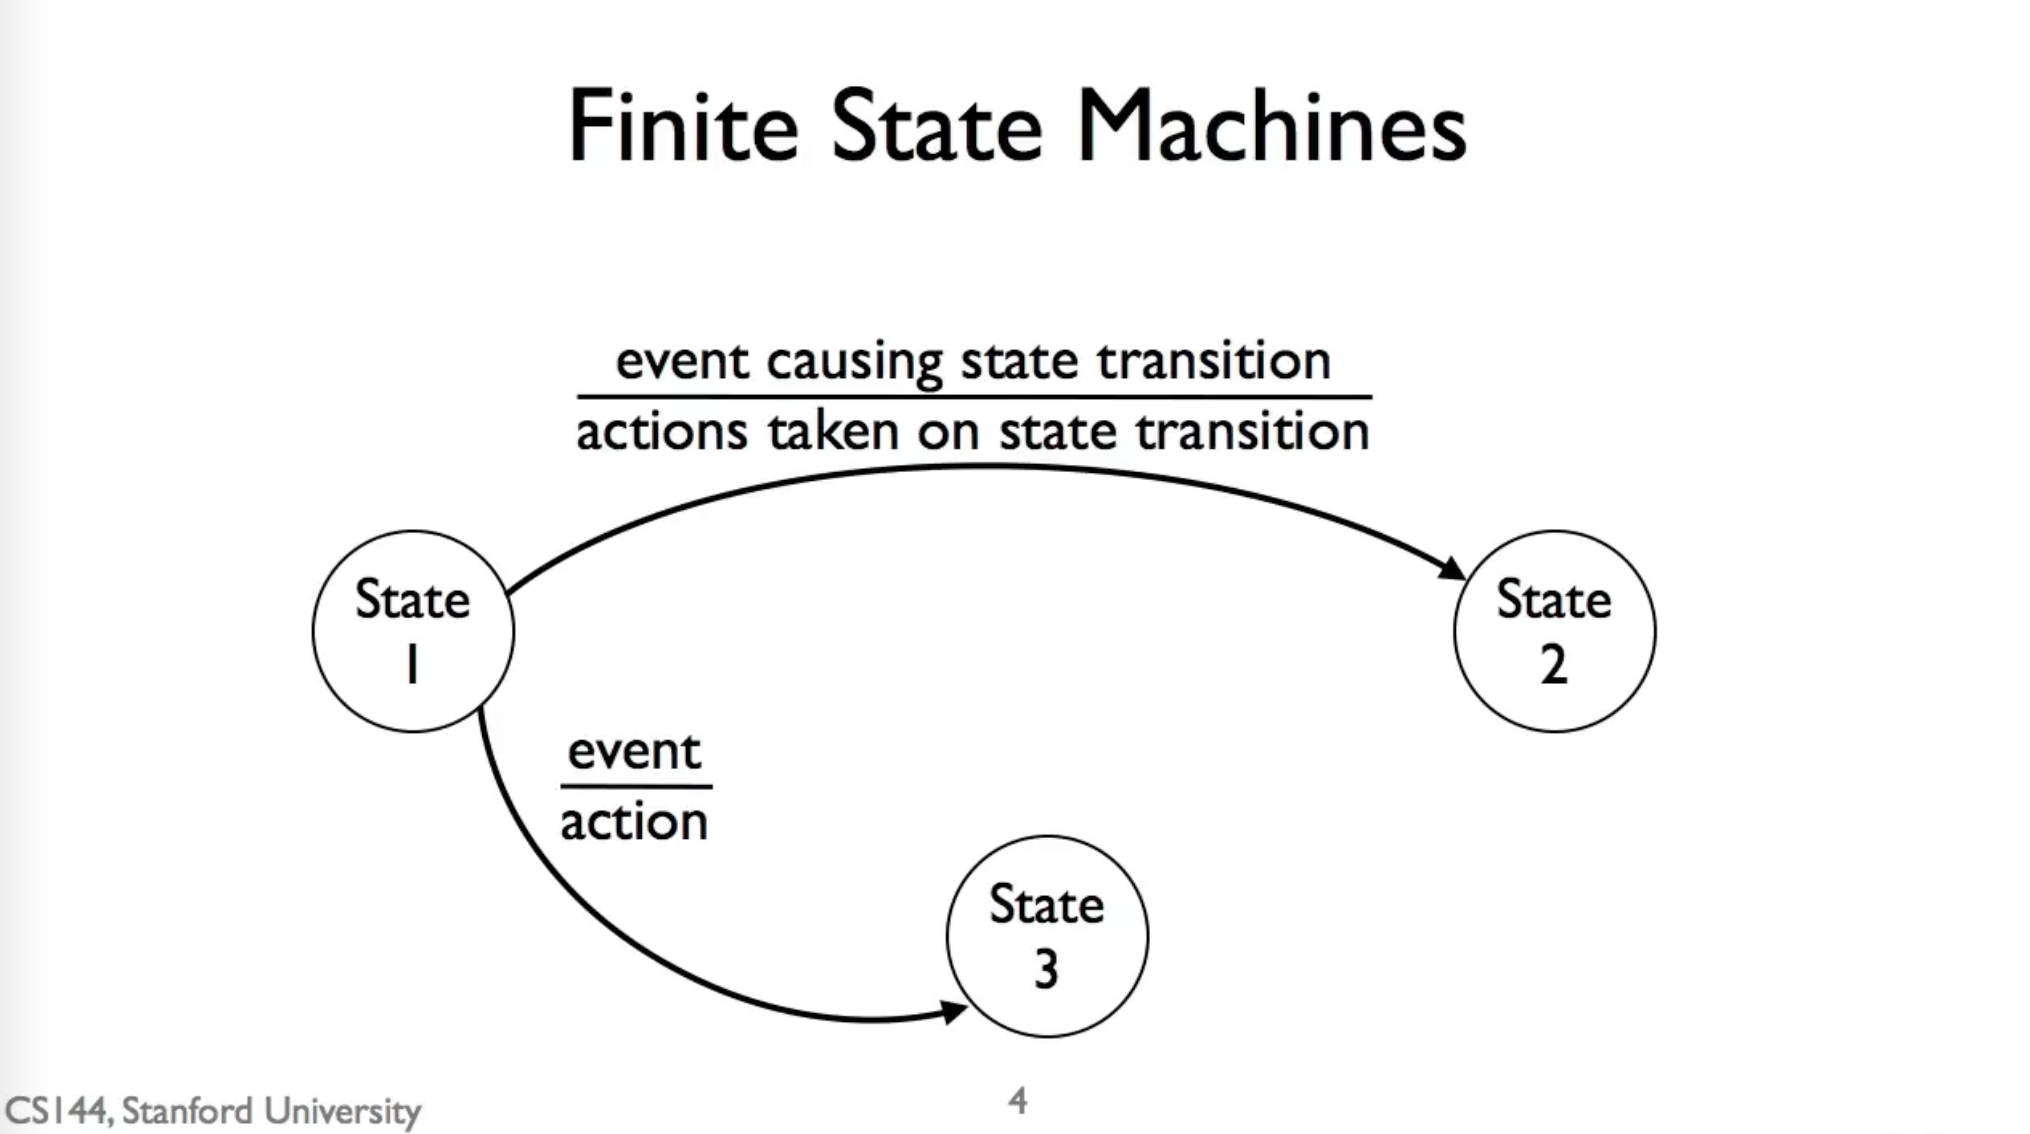 Finite State Machines
event causing state transition
actions taken on state transition
State
1
State
2
event
action
State
3
CS144, Stanford University
4